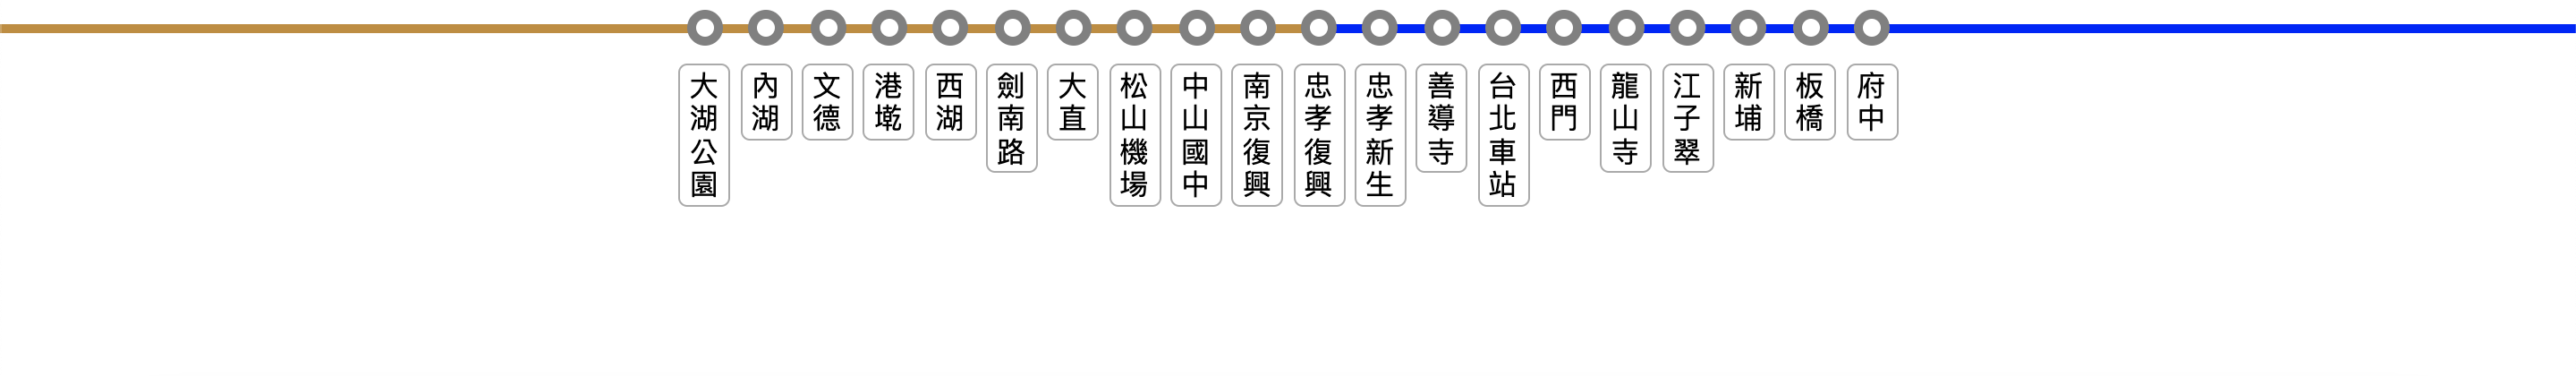 大湖公園
內湖
文德
港墘
西湖
劍南路
大直
松山機場
中山國中
南京復興
忠孝復興
忠孝新生
善導寺
台北車站
西門
龍山寺
江子翠
新埔
板橋
府中